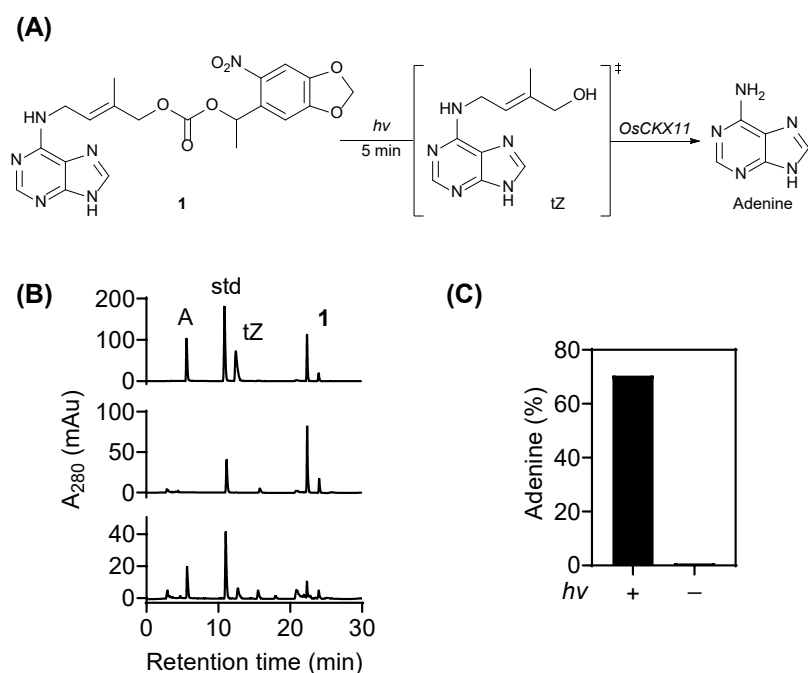 (A)
O₂N
O
O
O
O
O
HN
N
N
N
N
H
1
hv
5 min
‡
OH
HN
N
N
N
N
H
tZ
OsCKX11
NH₂
N
N
N
N
H
Adenine
(B)
A₂₈₀ (mAu)
200
100
0
A
std
tZ
1
100
50
0
40
20
0
0 10 20 30
Retention time (min)
(C)
Adenine (%)
80
60
40
20
0
hv + –